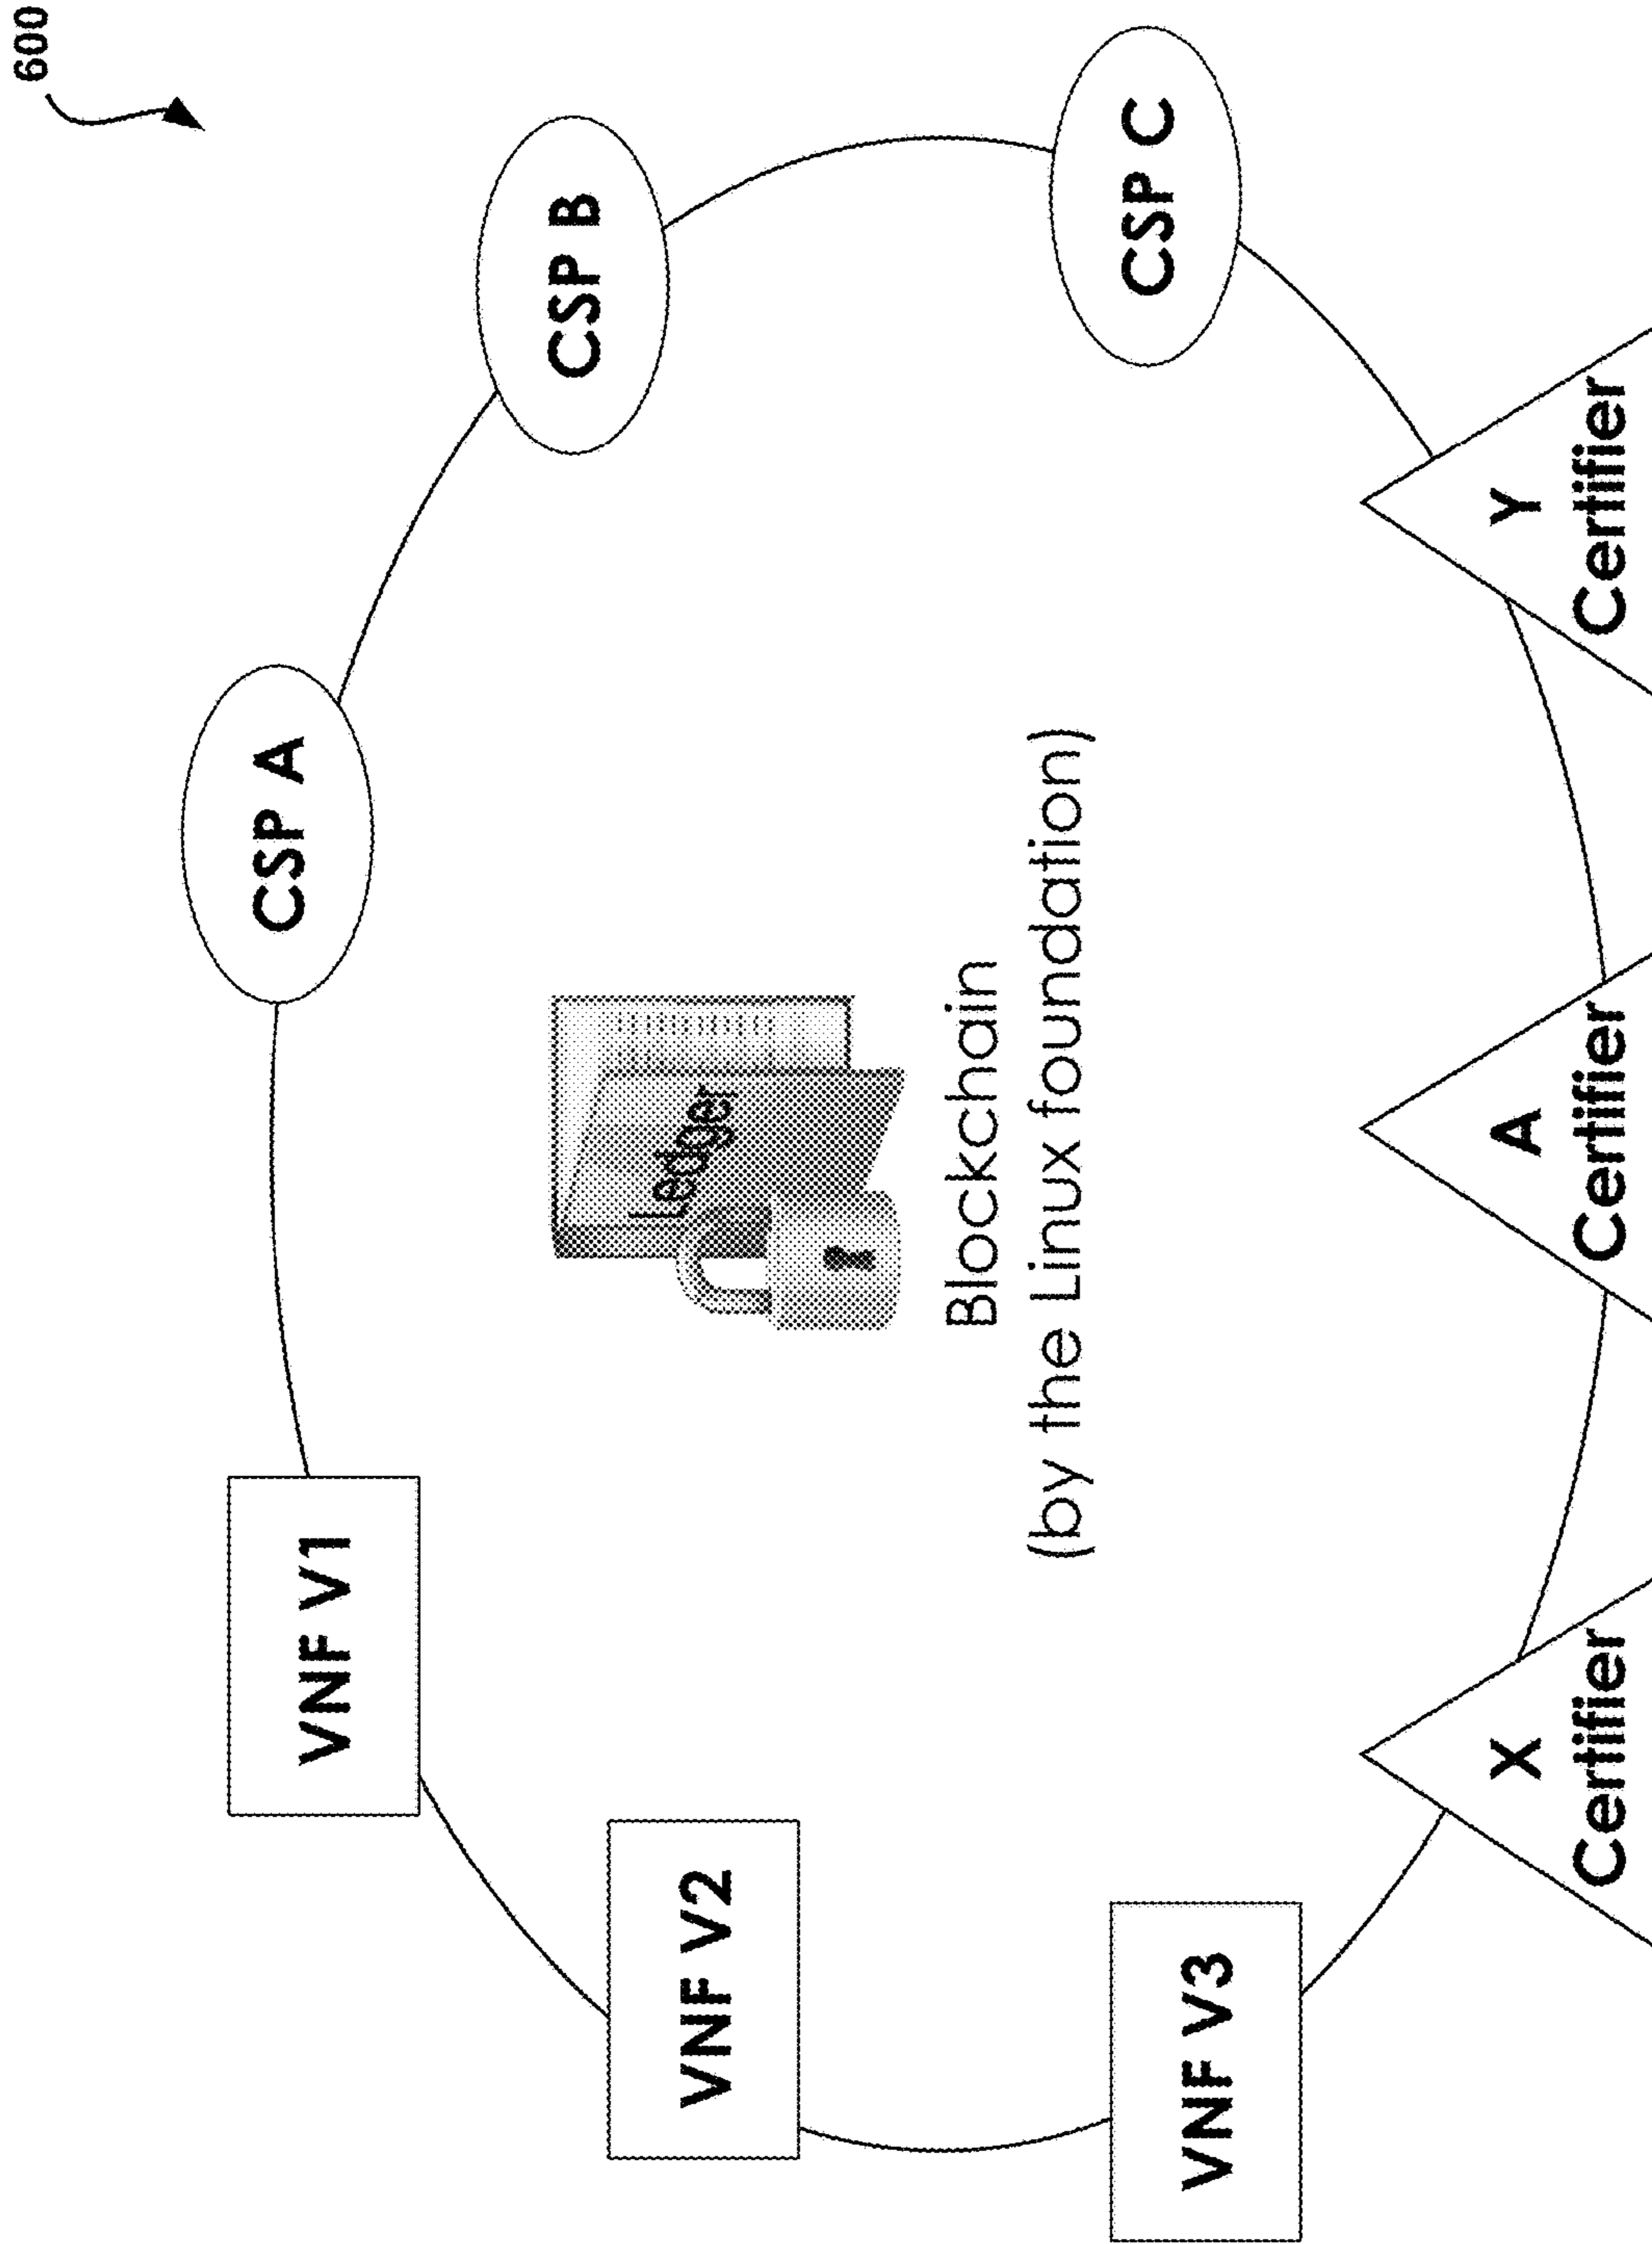 600
VNF V1
CSP A
VNF V2
CSP B
Ledger
Blockchain
(by the Linux foundation)
VNF V3
CSP C
X
Certifier
A
Certifier
Y
Certifier